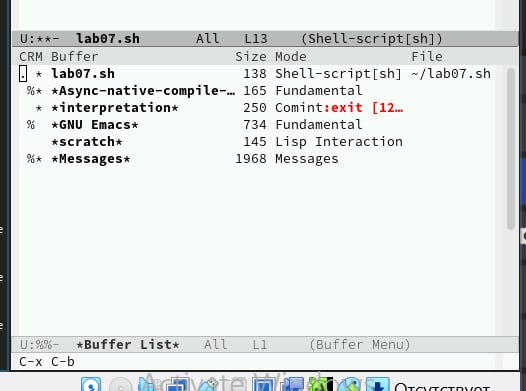 U:**-  lab07.sh      All   L13    (Shell-script[sh])
CRM Buffer                Size Mode             File
. * lab07.sh               138 Shell-script[sh] ~/lab07.sh
 %* *Async-native-compile-… 165 Fundamental
  * *interpretation*       250 Comint:exit [12…
 %  *GNU Emacs*            734 Fundamental
    *scratch*              145 Lisp Interaction
 %* *Messages*            1968 Messages
U:%%-  *Buffer List*   All   L1     (Buffer Menu)
C-x C-b
Activate Windows
Отсутствует